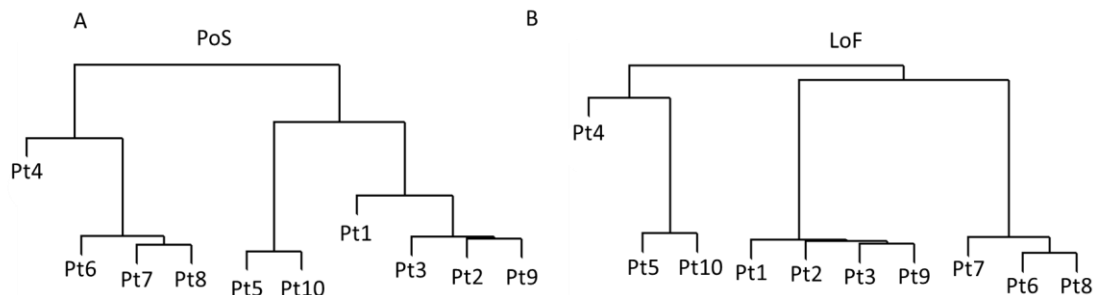 A
B
PoS
LoF
Pt4
Pt6
Pt7
Pt8
Pt5
Pt10
Pt1
Pt3
Pt2
Pt9
Pt4
Pt5
Pt10
Pt1
Pt2
Pt3
Pt9
Pt7
Pt6
Pt8